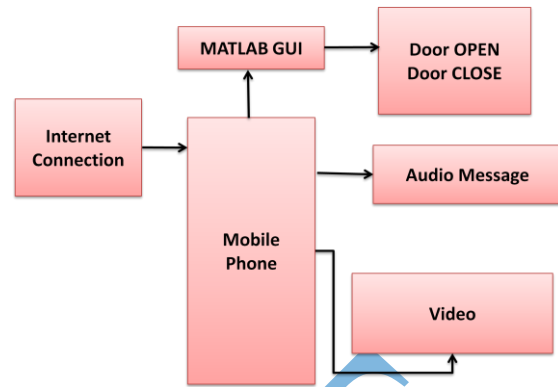 MATLAB GUI
Door OPEN
Door CLOSE
Internet
Connection
Audio Message
Mobile
Phone
Video